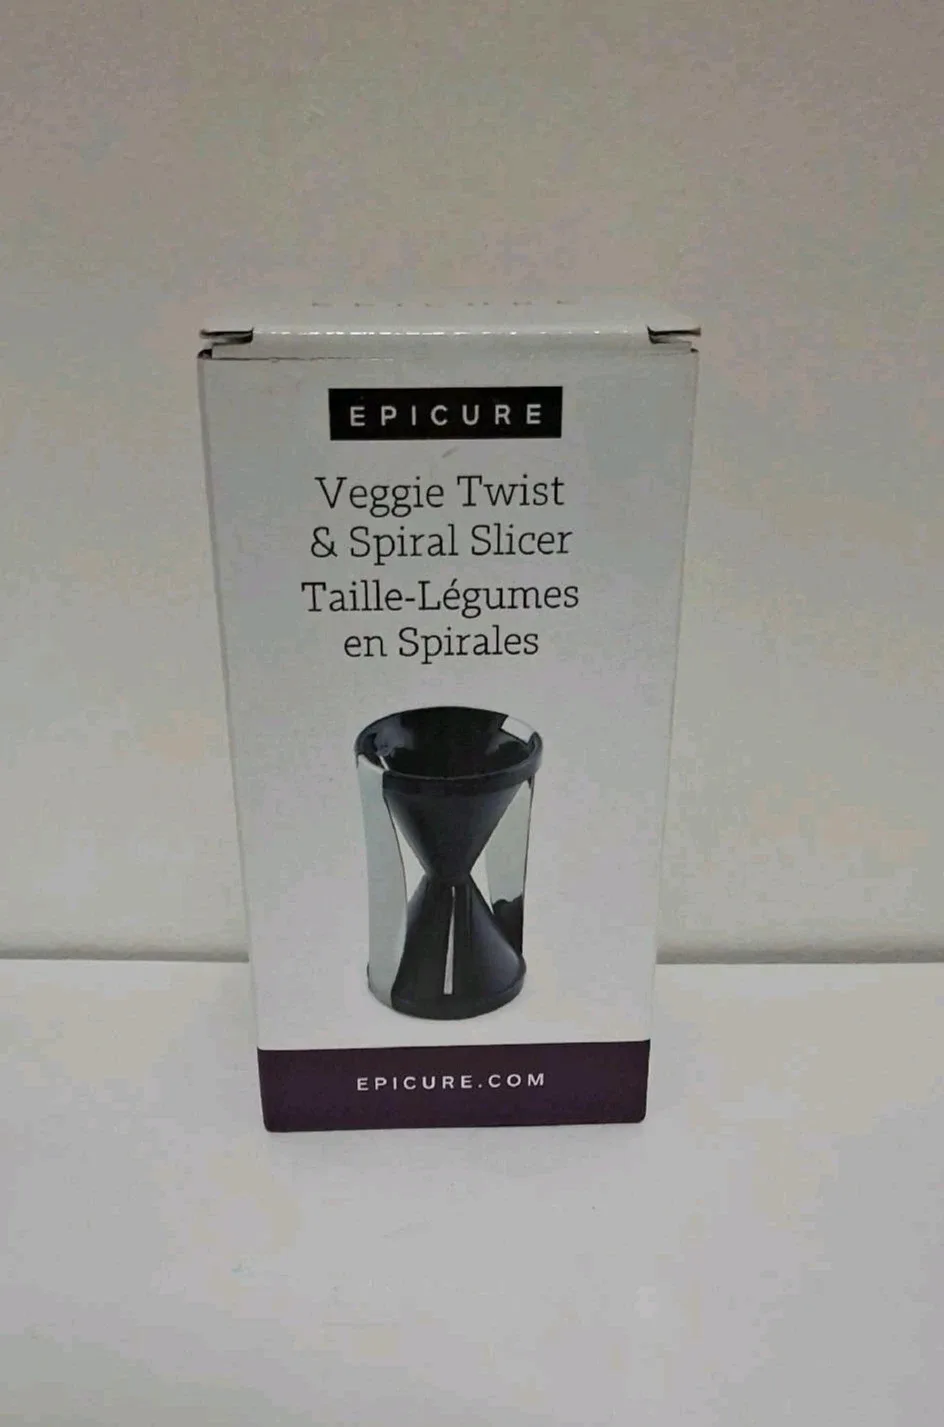 EPICURE
Veggie Twist
& Spiral Slicer
Taille-Légumes
en Spirales
EPICURE.COM